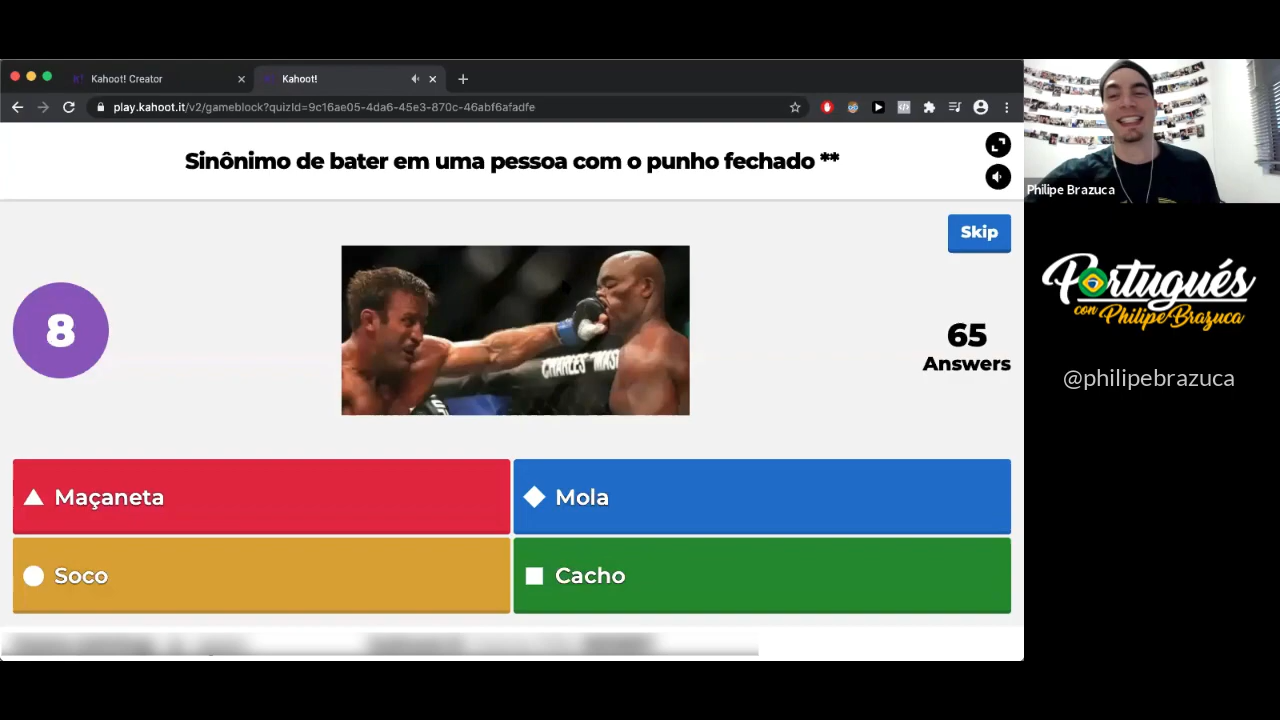 Kahoot! Creator
Kahoot!
play.kahoot.it/v2/gameblock?quizId=9c16ae05-4da6-45e3-870c-46abf6afadfe
Sinônimo de bater em uma pessoa com o punho fechado **
Philipe Brazuca
Skip
8
CHARLES "MAS
65
Answers
Portugués
con Philipe Brazuca
@philipebrazuca
Maçaneta
Mola
Soco
Cacho